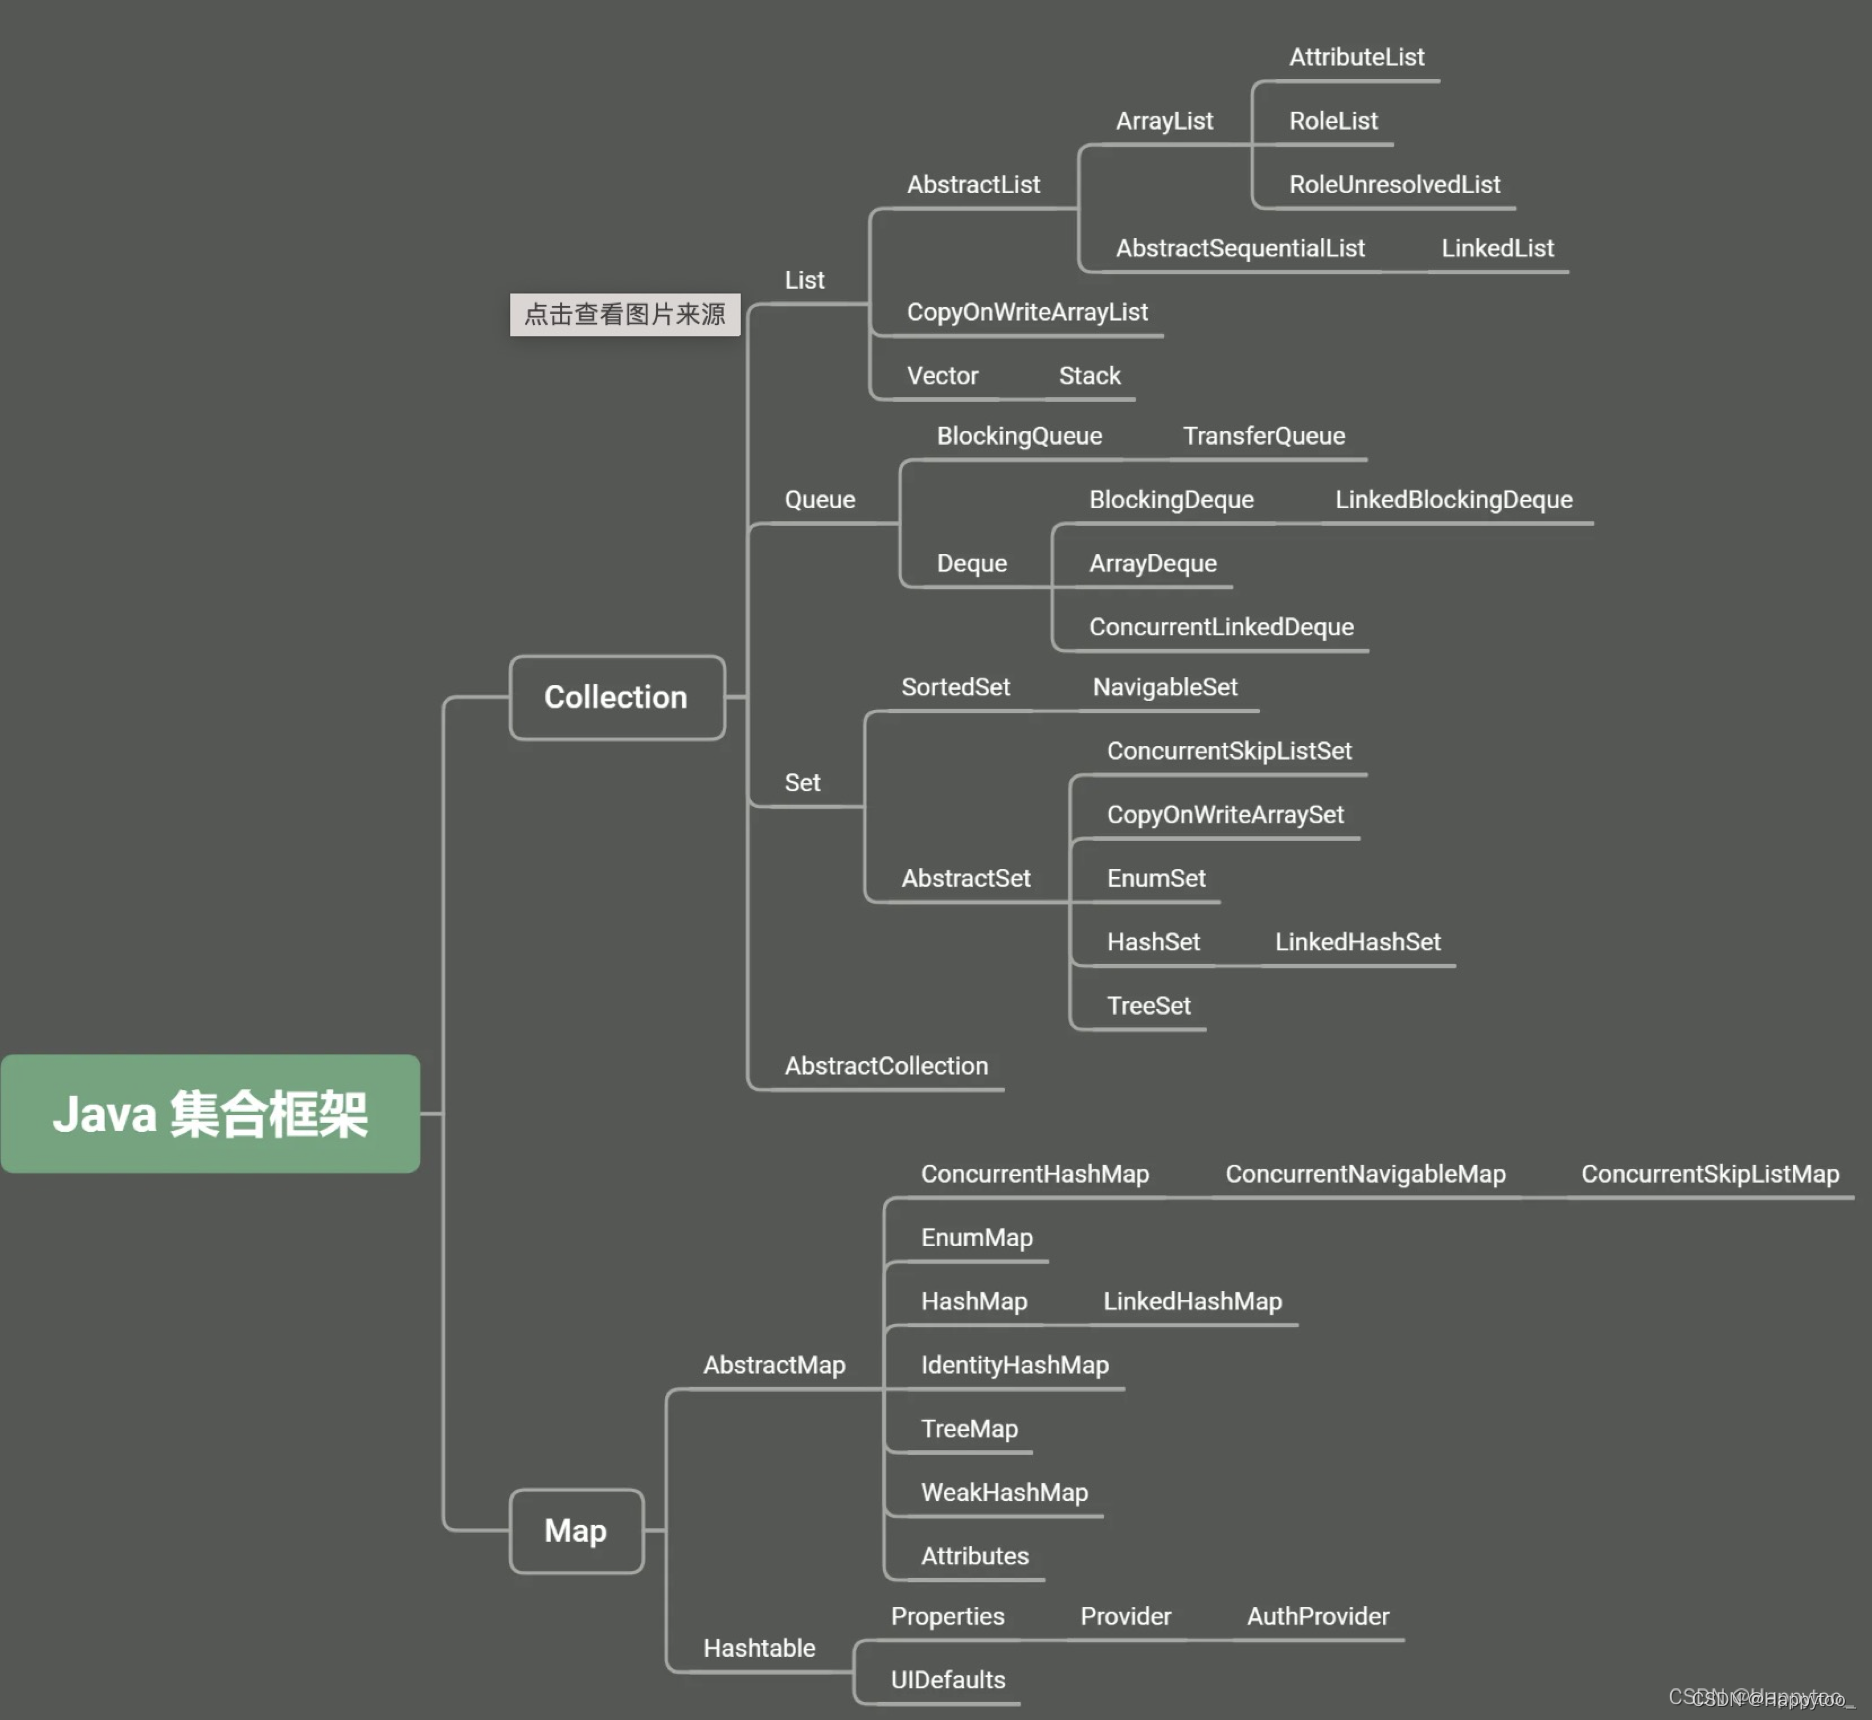 AttributeList
ArrayList
RoleList
AbstractList
RoleUnresolvedList
AbstractSequentialList
LinkedList
List
点击查看图片来源
CopyOnWriteArrayList
Vector
Stack
BlockingQueue
TransferQueue
Queue
BlockingDeque
LinkedBlockingDeque
Deque
ArrayDeque
ConcurrentLinkedDeque
Collection
SortedSet
NavigableSet
ConcurrentSkipListSet
Set
CopyOnWriteArraySet
AbstractSet
EnumSet
HashSet
LinkedHashSet
TreeSet
AbstractCollection
Java 集合框架
ConcurrentHashMap
ConcurrentNavigableMap
ConcurrentSkipListMap
EnumMap
HashMap
LinkedHashMap
AbstractMap
IdentityHashMap
TreeMap
WeakHashMap
Map
Attributes
Properties
Provider
AuthProvider
Hashtable
UIDefaults
CSDN @Happytoo_
CSDN @Happytoo_